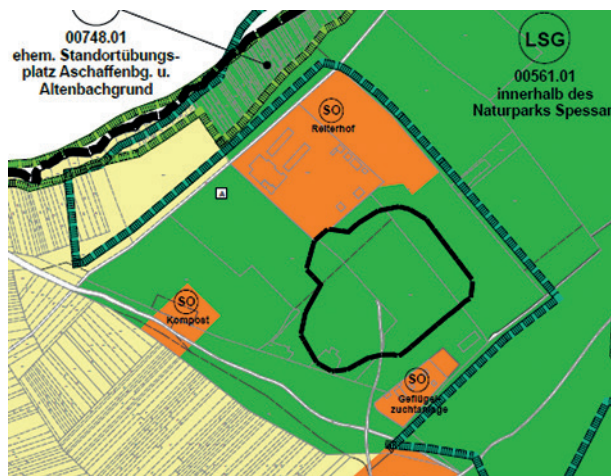 00748.01
ehem. Standortübungs-
platz Aschaffenbg. u.
Altenbachgrund
LSG
00561.01
innerhalb des
Naturparks Spessar
SO
Reiterhof
SO
Kompost
SO
Geflügel-
zuchtanlage